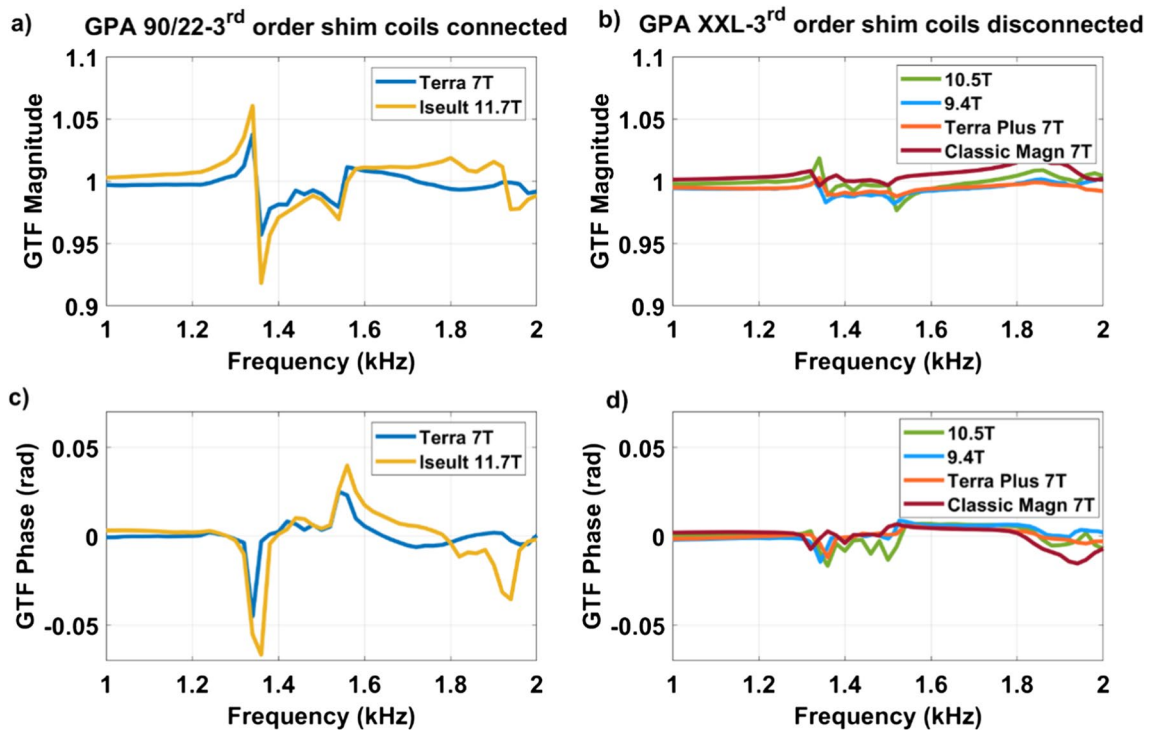 a) GPA 90/22-3rd order shim coils connected
1.1
1.05
1
0.95
0.9
GTF Magnitude
Terra 7T
Iseult 11.7T
1 1.2 1.4 1.6 1.8 2
Frequency (kHz)
b) GPA XXL-3rd order shim coils disconnected
1.1
1.05
1
0.95
0.9
GTF Magnitude
10.5T
9.4T
Terra Plus 7T
Classic Magn 7T
1 1.2 1.4 1.6 1.8 2
Frequency (kHz)
c)
0.05
0
-0.05
GTF Phase (rad)
Terra 7T
Iseult 11.7T
1 1.2 1.4 1.6 1.8 2
Frequency (kHz)
d)
0.05
0
-0.05
GTF Phase (rad)
10.5T
9.4T
Terra Plus 7T
Classic Magn 7T
1 1.2 1.4 1.6 1.8 2
Frequency (kHz)